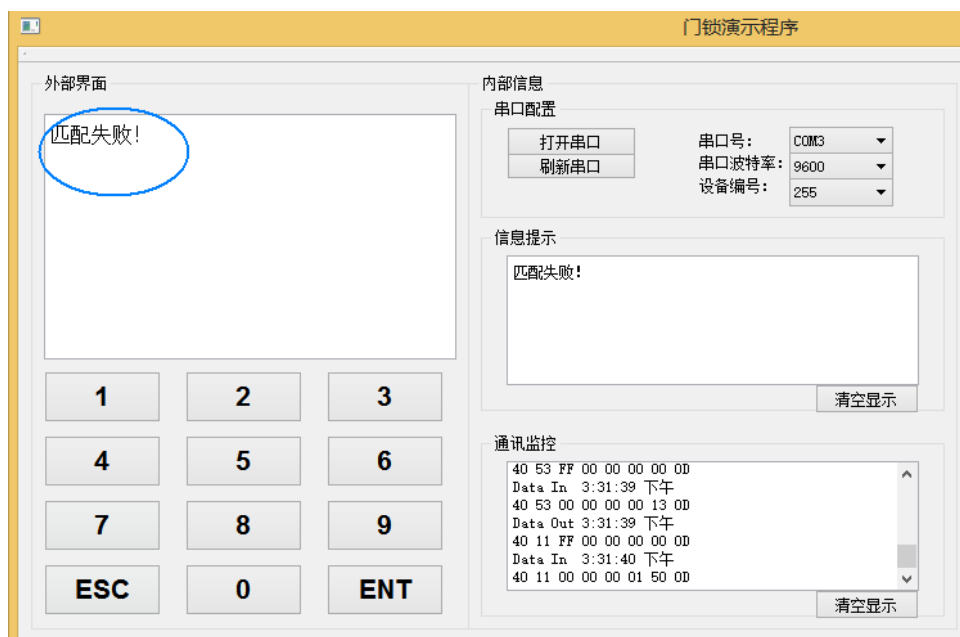 门锁演示程序
外部界面
匹配失败!
1 2 3
4 5 6
7 8 9
ESC 0 ENT
内部信息
串口配置
打开串口
刷新串口
串口号: COM3
串口波特率: 9600
设备编号: 255
信息提示
匹配失败!
清空显示
通讯监控
40 53 FF 00 00 00 00 0D
Data In 3:31:39 下午
40 53 00 00 00 00 13 0D
Data Out 3:31:39 下午
40 11 FF 00 00 00 00 0D
Data In 3:31:40 下午
40 11 00 00 00 01 50 0D
清空显示